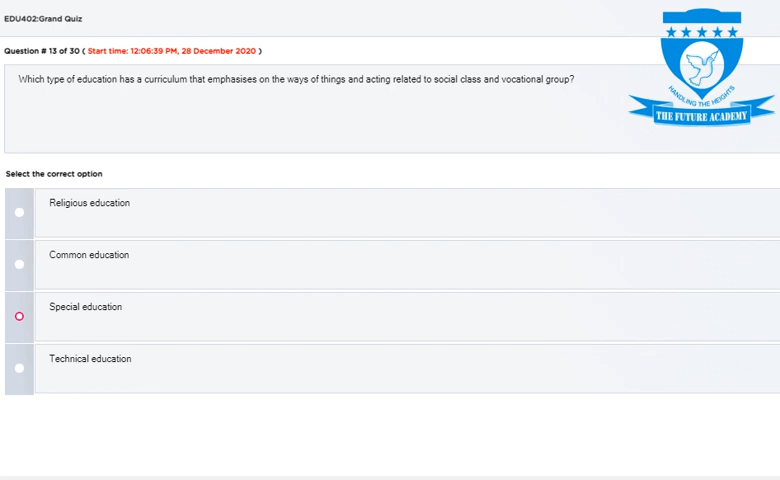 EDU402:Grand Quiz
Question # 13 of 30 ( Start time: 12:06:39 PM, 28 December 2020 )
Which type of education has a curriculum that emphasises on the ways of things and acting related to social class and vocational group?
HANDLING THE HEIGHTS
THE FUTURE ACADEMY
Select the correct option
Religious education
Common education
Special education
Technical education